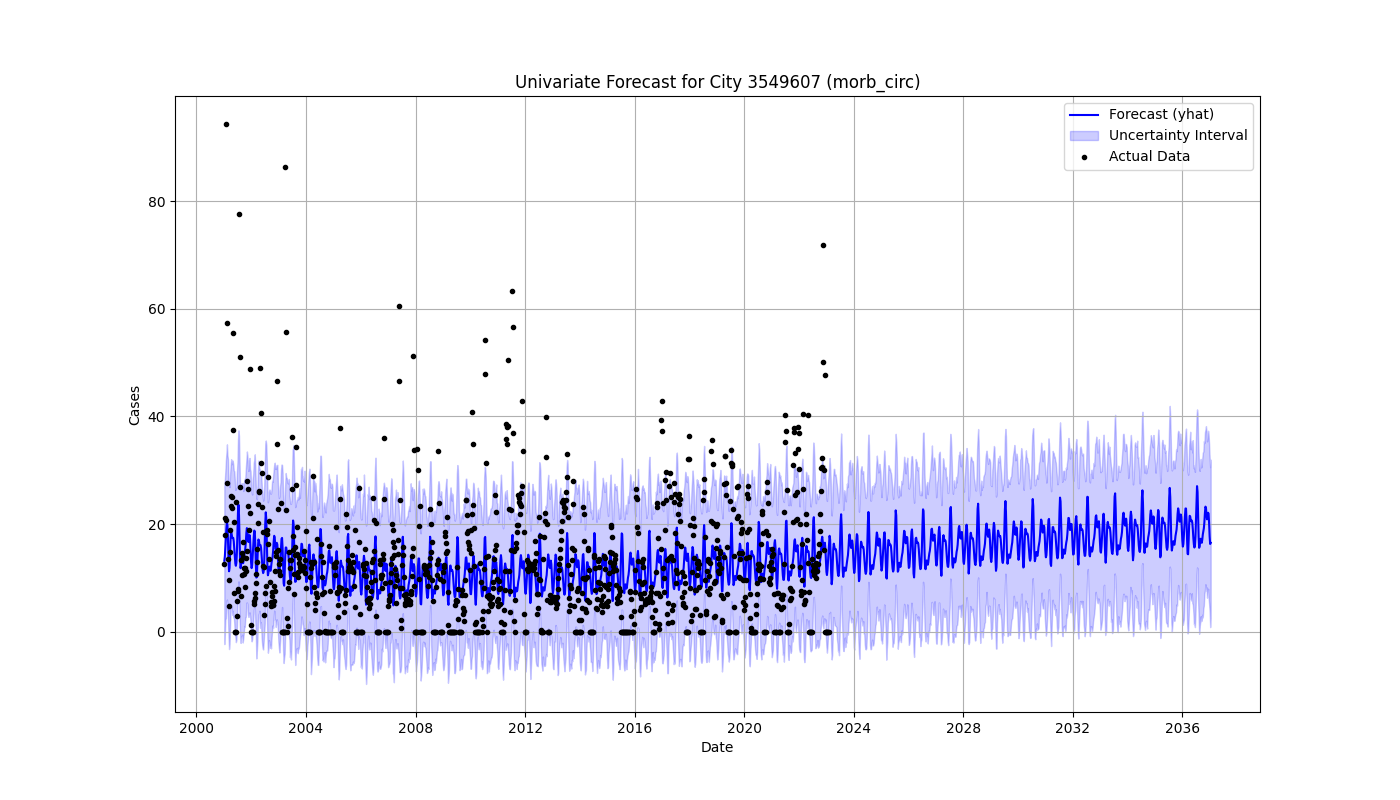 Univariate Forecast for City 3549607 (morb_circ)
Forecast (yhat)
Uncertainty Interval
Actual Data
80
60
40
20
0
Cases
2000 2004 2008 2012 2016 2020 2024 2028 2032 2036
Date